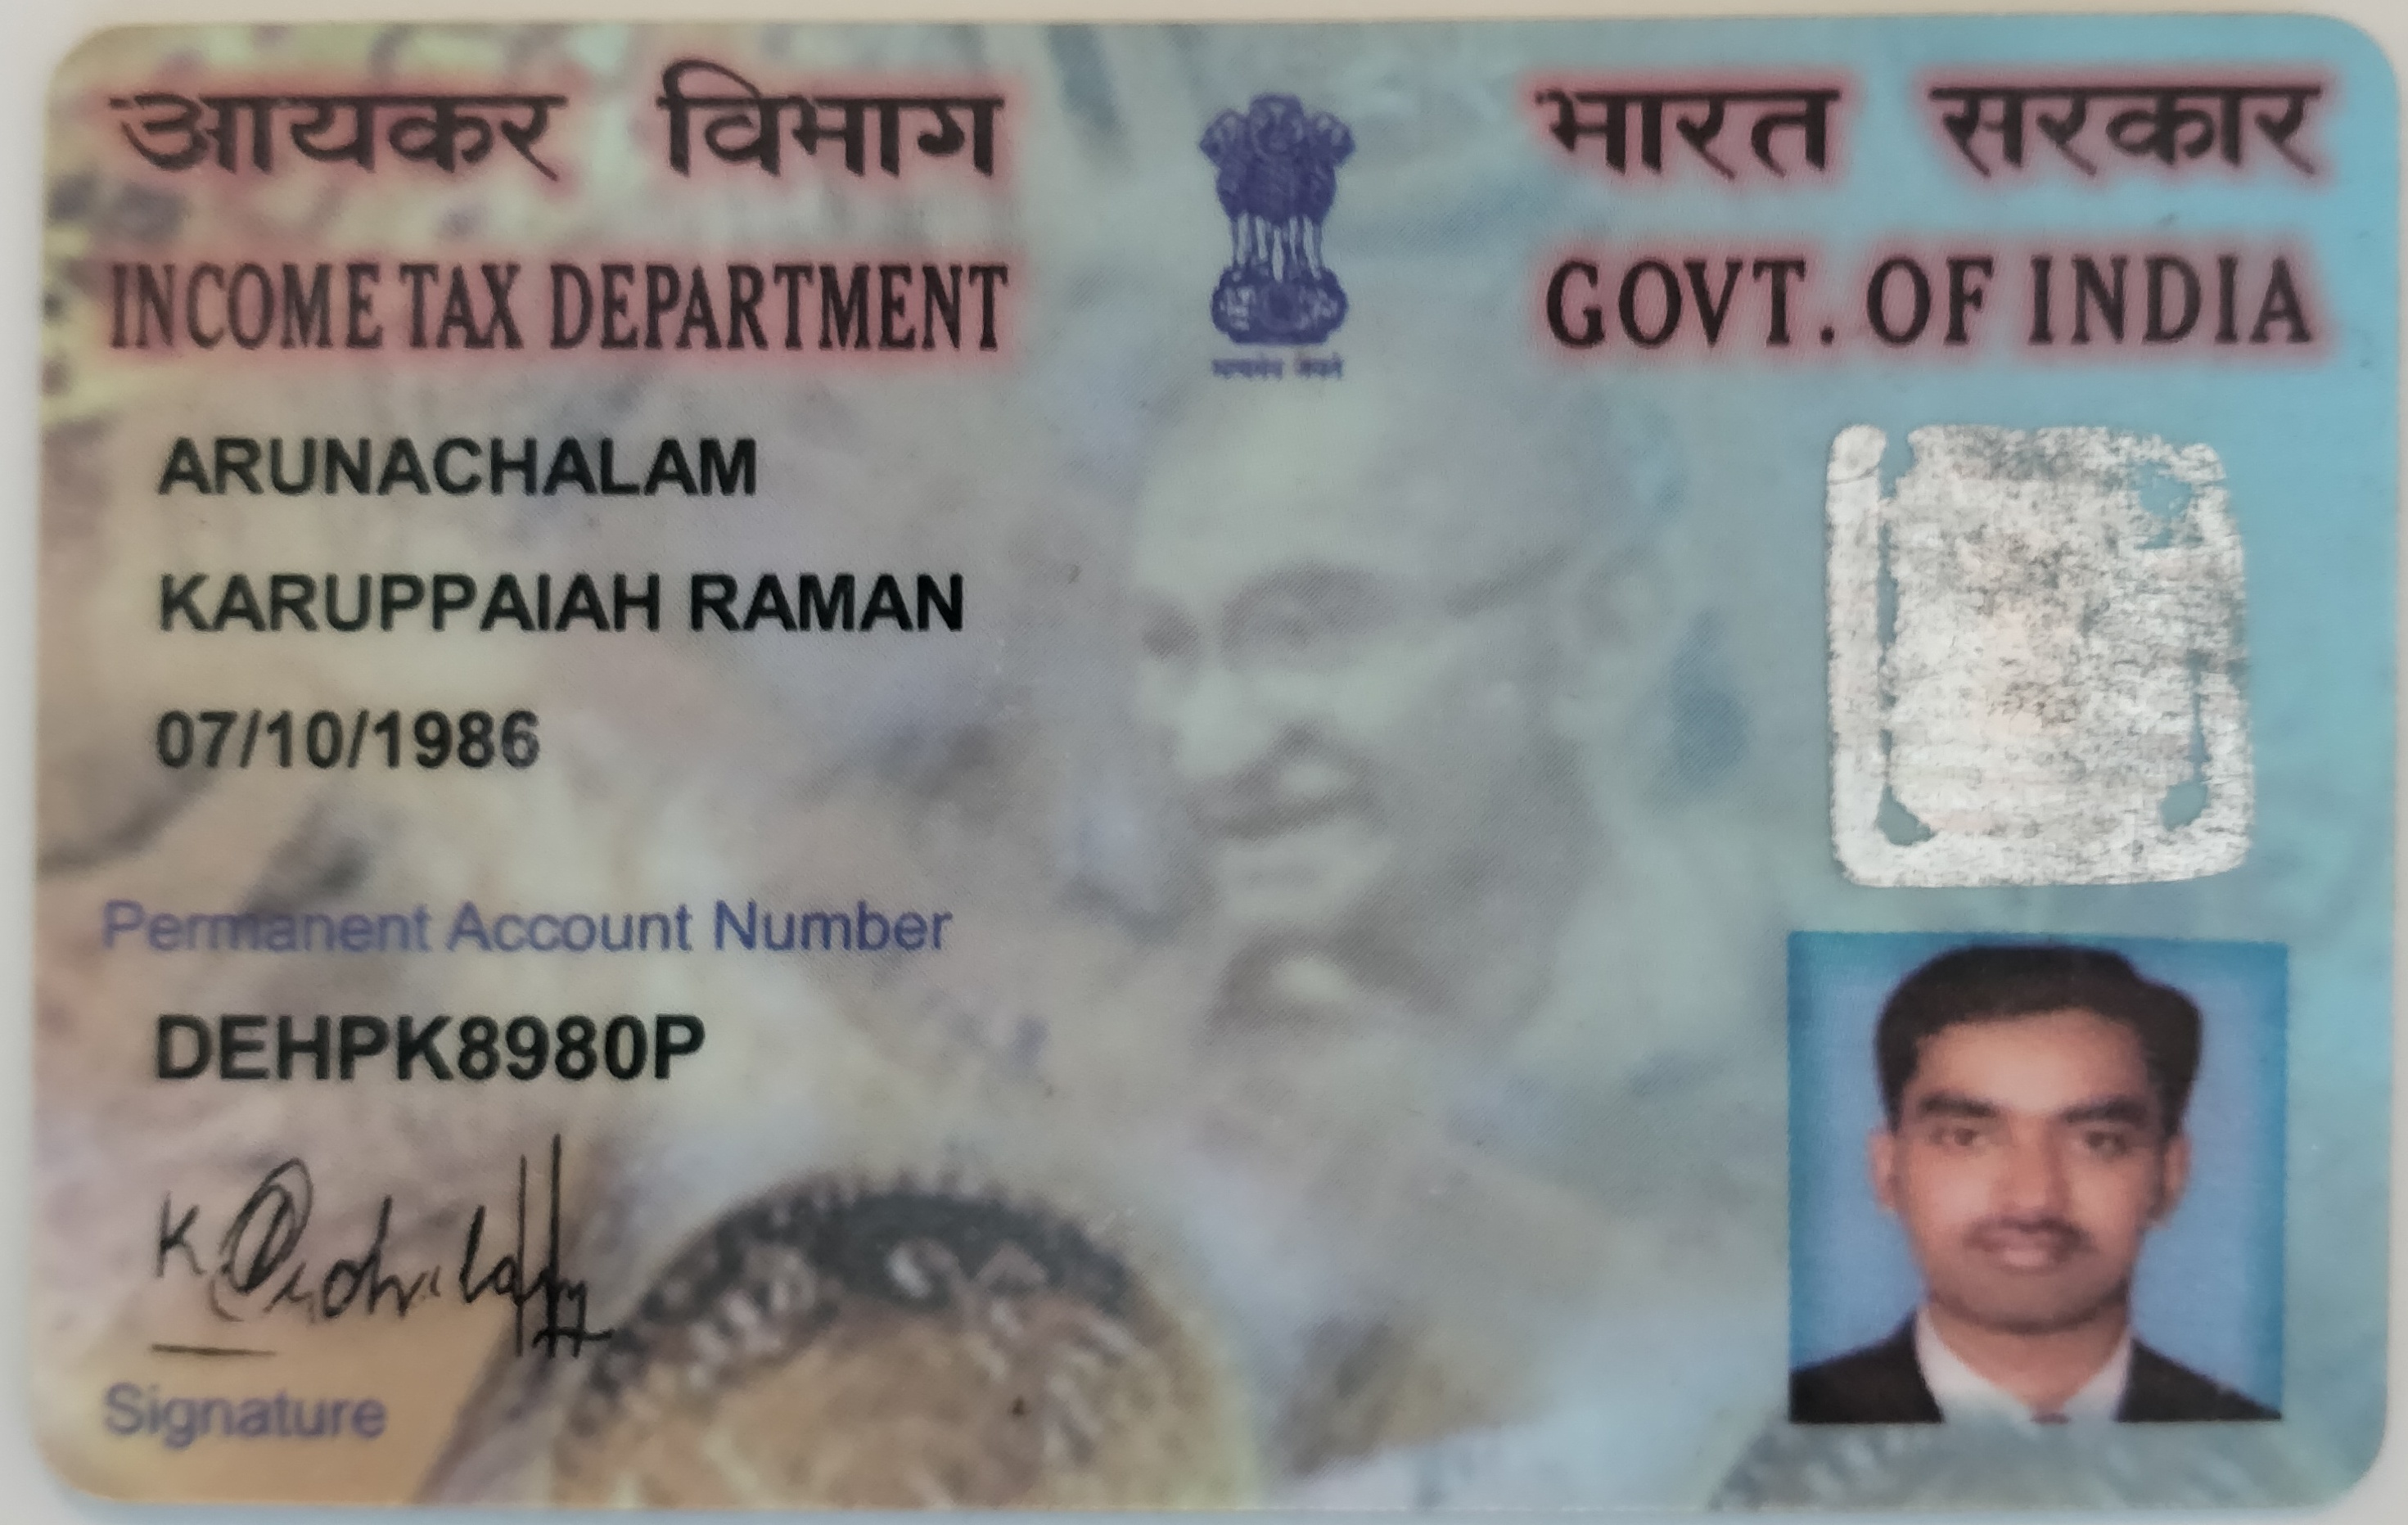 आयकर विभाग
INCOME TAX DEPARTMENT
भारत सरकार
GOVT. OF INDIA
सत्यमेव जयते
ARUNACHALAM
KARUPPAIAH RAMAN
07/10/1986
Permanent Account Number
DEHPK8980P
Signature